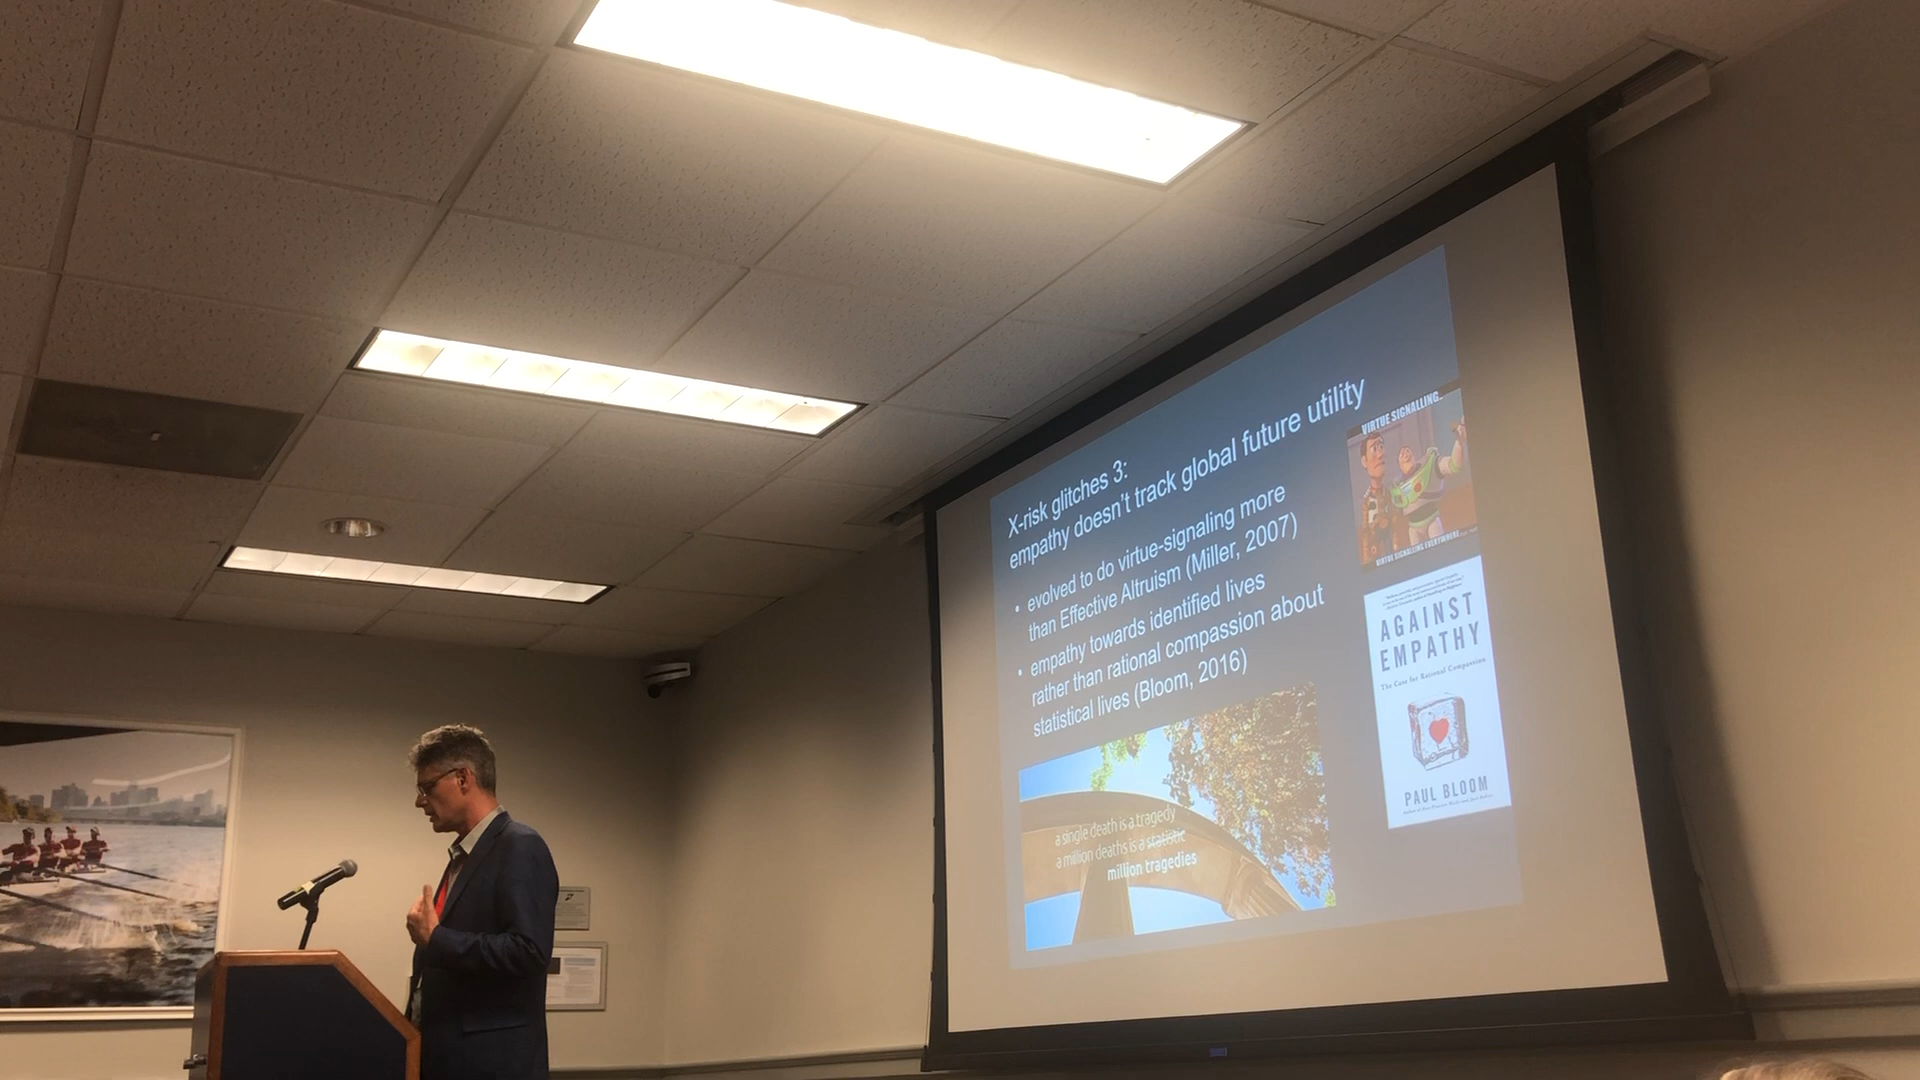 X-risk glitches 3:
empathy doesn't track global future utility
• evolved to do virtue-signaling more
than Effective Altruism (Miller, 2007)
• empathy towards identified lives
rather than rational compassion about
statistical lives (Bloom, 2016)
VIRTUE SIGNALLING..
VIRTUE SIGNALLING EVERYWHERE
AGAINST
EMPATHY
The Case for Rational Compassion
PAUL BLOOM
a single death is a tragedy
a million deaths is a statistic
million tragedies